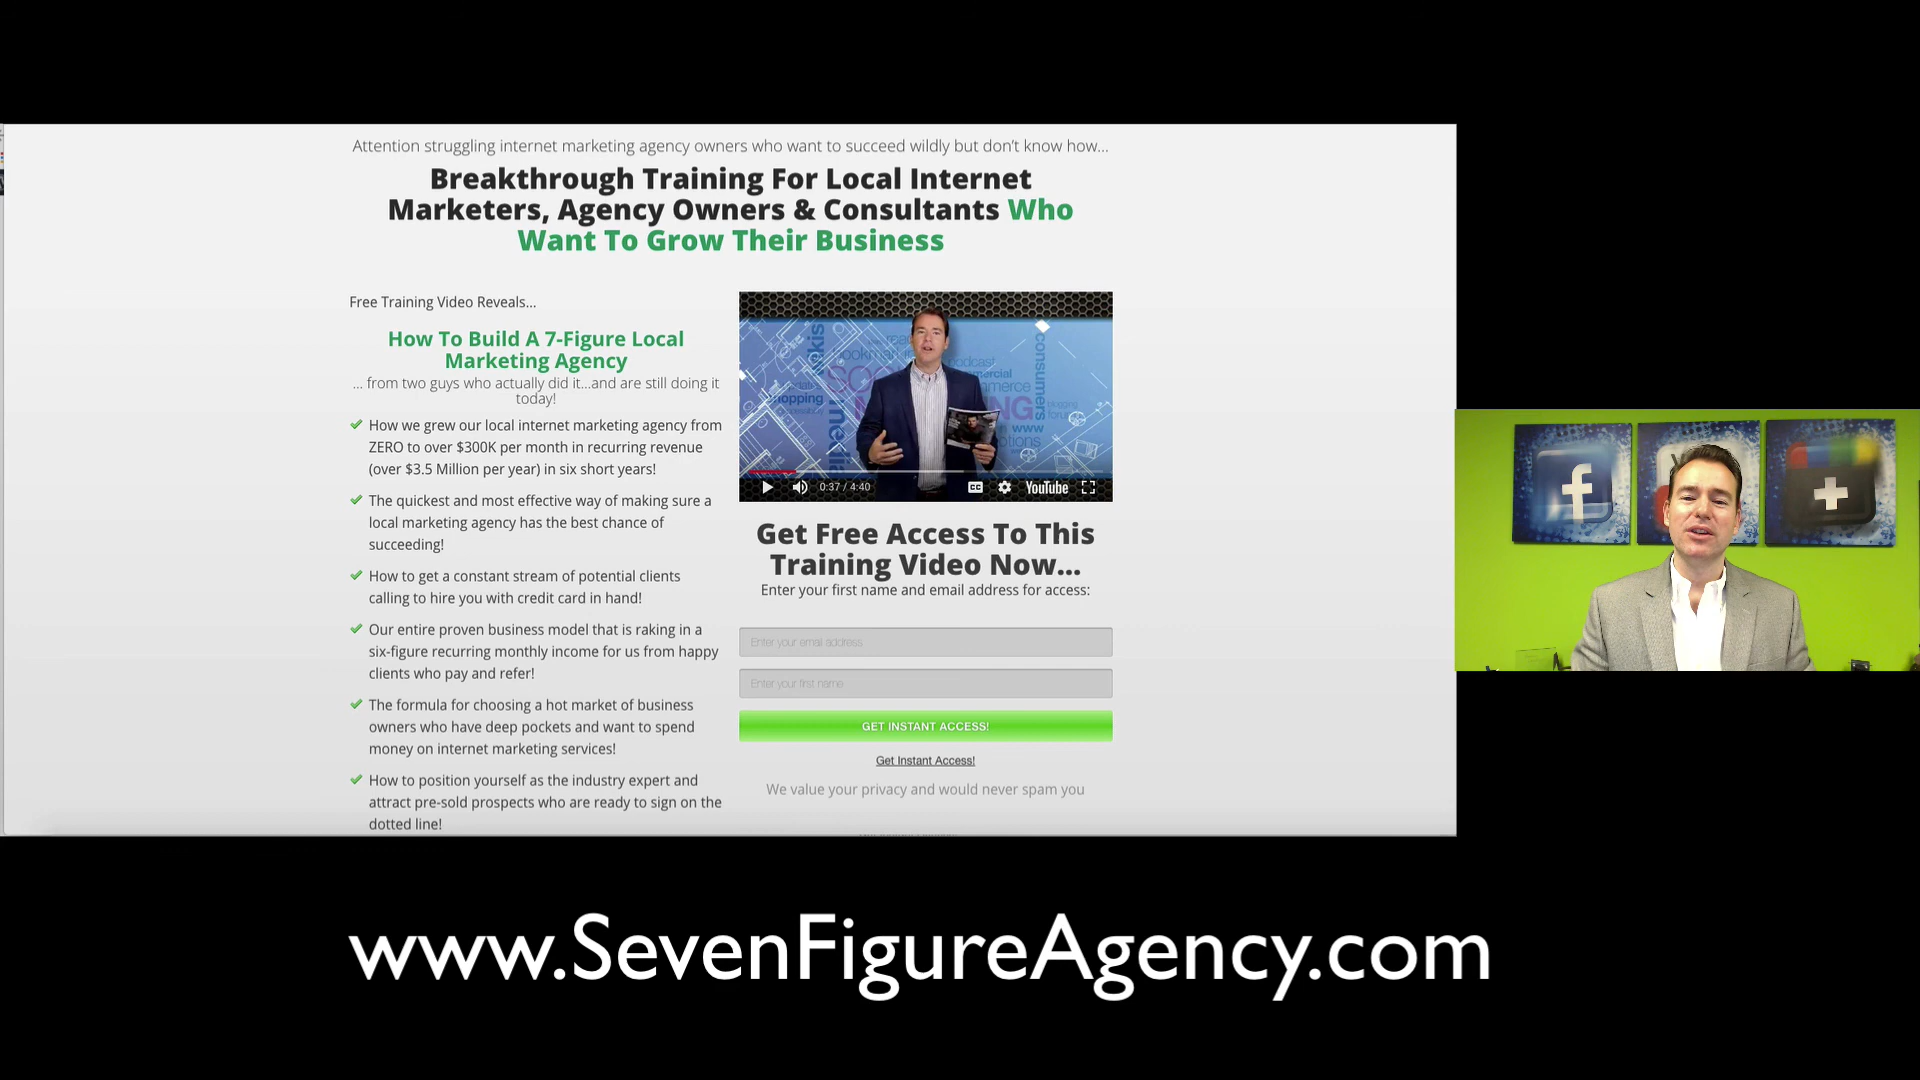 Attention struggling internet marketing agency owners who want to succeed wildly but don't know how...
Breakthrough Training For Local Internet
Marketers, Agency Owners & Consultants Who
Want To Grow Their Business
Free Training Video Reveals...
How To Build A 7-Figure Local
Marketing Agency
... from two guys who actually did it...and are still doing it
today!
How we grew our local internet marketing agency from
ZERO to over $300K per month in recurring revenue
(over $3.5 Million per year) in six short years!
The quickest and most effective way of making sure a
local marketing agency has the best chance of
succeeding!
How to get a constant stream of potential clients
calling to hire you with credit card in hand!
Our entire proven business model that is raking in a
six-figure recurring monthly income for us from happy
clients who pay and refer!
The formula for choosing a hot market of business
owners who have deep pockets and want to spend
money on internet marketing services!
How to position yourself as the industry expert and
attract pre-sold prospects who are ready to sign on the
dotted line!
podcast
consumers
www
0:37 / 4:40
CC
YouTube
Get Free Access To This
Training Video Now...
Enter your first name and email address for access:
Enter your email address
Enter your first name
GET INSTANT ACCESS!
Get Instant Access!
We value your privacy and would never spam you
f
www.SevenFigureAgency.com